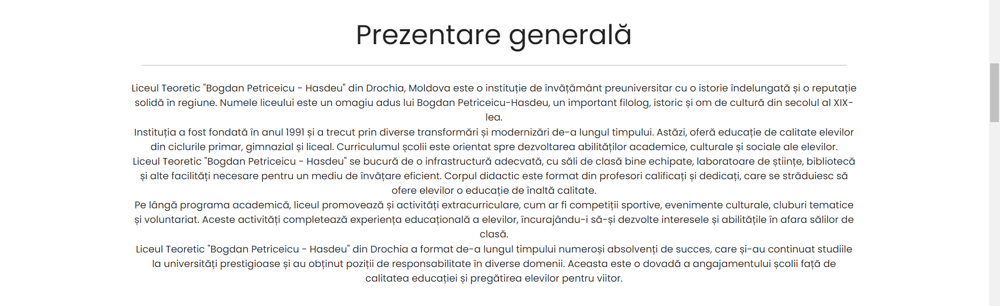 Prezentare generală
Liceul Teoretic "Bogdan Petriceicu - Hasdeu" din Drochia, Moldova este o instituție de învățământ preuniversitar cu o istorie îndelungată și o reputație
solidă în regiune. Numele liceului este un omagiu adus lui Bogdan Petriceicu-Hasdeu, un important filolog, istoric și om de cultură din secolul al XIX-
lea.
Instituția a fost fondată în anul 1991 și a trecut prin diverse transformări și modernizări de-a lungul timpului. Astăzi, oferă educație de calitate elevilor
din ciclurile primar, gimnazial și liceal. Curriculumul școlii este orientat spre dezvoltarea abilităților academice, culturale și sociale ale elevilor.
Liceul Teoretic "Bogdan Petriceicu - Hasdeu" se bucură de o infrastructură adecvată, cu săli de clasă bine echipate, laboratoare de științe, bibliotecă
și alte facilități necesare pentru un mediu de învățare eficient. Corpul didactic este format din profesori calificați și dedicați, care se străduiesc să
ofere elevilor o educație de înaltă calitate.
Pe lângă programa academică, liceul promovează și activități extracurriculare, cum ar fi competiții sportive, evenimente culturale, cluburi tematice
și voluntariat. Aceste activități completează experiența educațională a elevilor, încurajându-i să-și dezvolte interesele și abilitățile în afara sălilor de
clasă.
Liceul Teoretic "Bogdan Petriceicu - Hasdeu" din Drochia a format de-a lungul timpului numeroși absolvenți de succes, care și-au continuat studiile
la universități prestigioase și au obținut poziții de responsabilitate în diverse domenii. Aceasta este o dovadă a angajamentului școlii față de
calitatea educației și pregătirea elevilor pentru viitor.